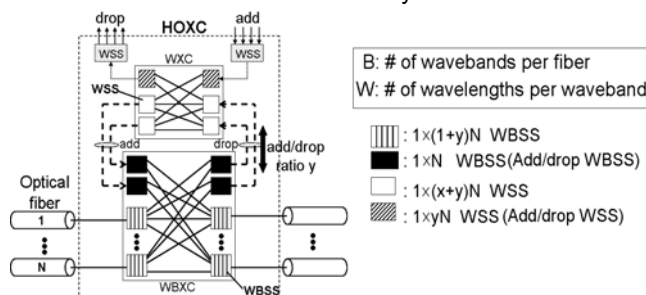 drop
add
HOXC
WSS
WSS
WXC
WSS
add
drop
add/drop
ratio y
Optical
fiber
1
N
WBXC
WBSS
B: # of wavebands per fiber
W: # of wavelengths per waveband
: 1×(1+y)N WBSS
: 1×N WBSS(Add/drop WBSS)
: 1×(x+y)N WSS
: 1×yN WSS(Add/drop WSS)